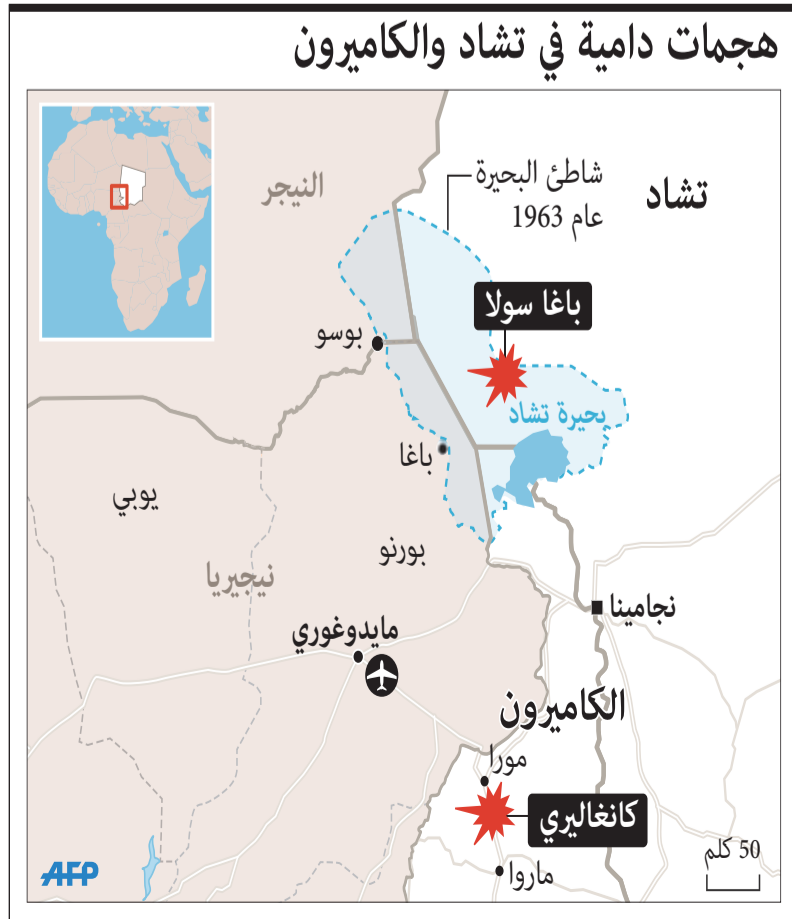 هجمات دامية في تشاد والكاميرون
النيجر
شاطئ البحيرة
عام 1963
تشاد
باغا سولا
بوسو
بحيرة تشاد
باغا
يوبي
بورنو
نيجيريا
نجامينا
مايدوغوري
الكاميرون
مورا
كانغاليري
50 كلم
ماروا
AFP